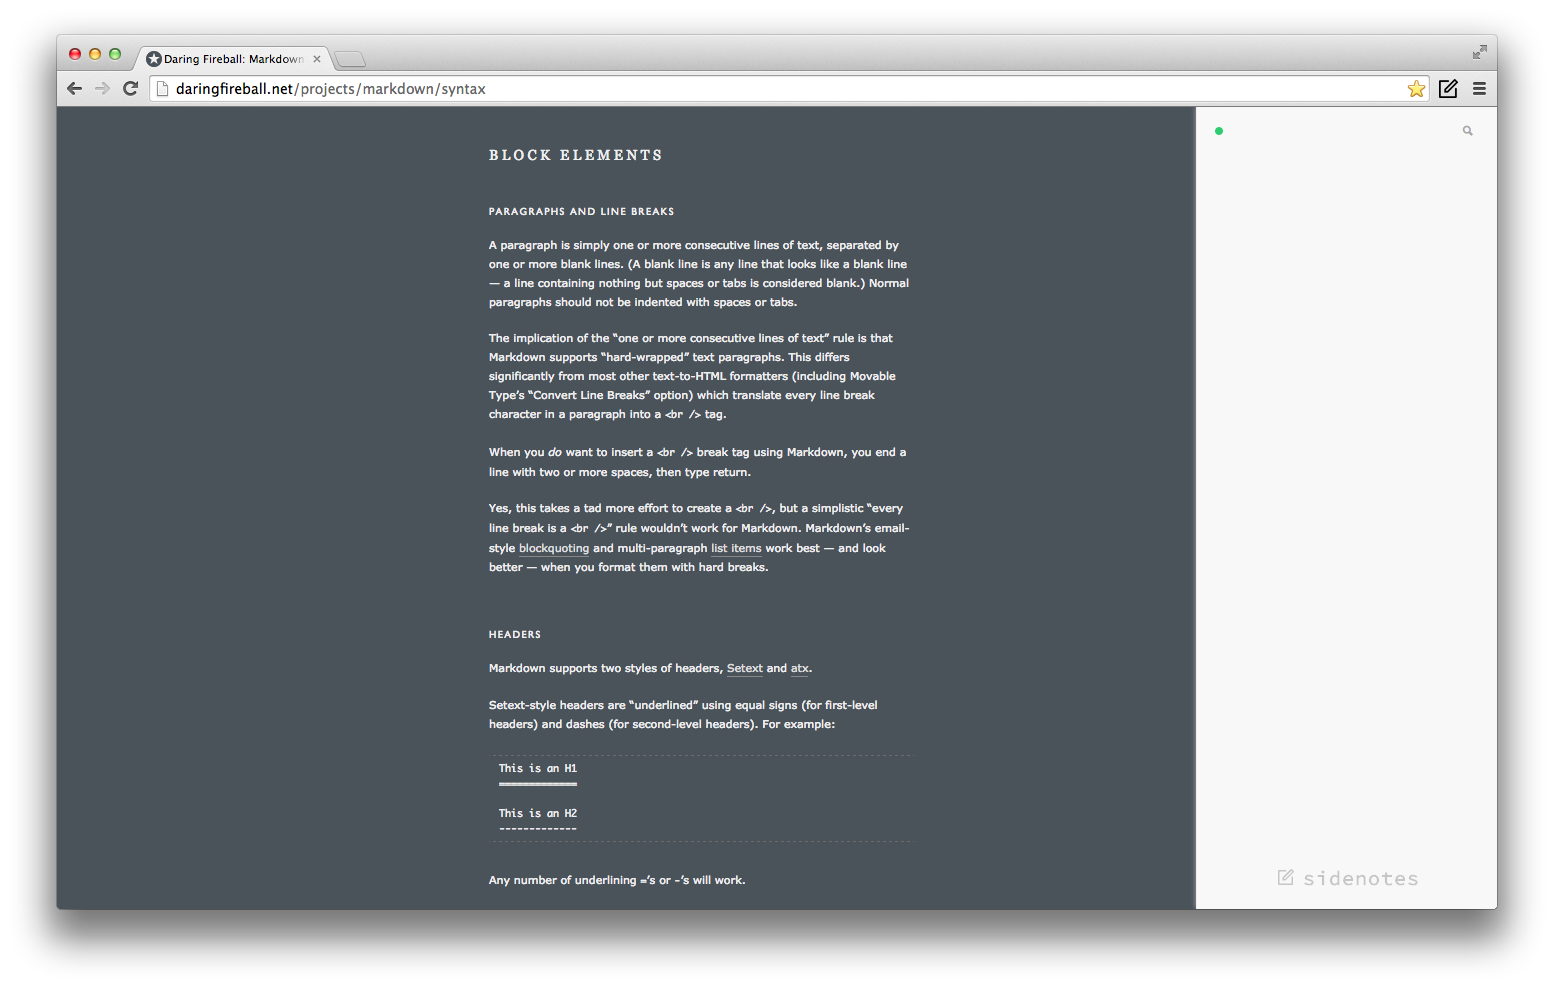 Daring Fireball: Markdown
daringfireball.net/projects/markdown/syntax
BLOCK ELEMENTS
PARAGRAPHS AND LINE BREAKS
A paragraph is simply one or more consecutive lines of text, separated by
one or more blank lines. (A blank line is any line that looks like a blank line
— a line containing nothing but spaces or tabs is considered blank.) Normal
paragraphs should not be indented with spaces or tabs.
The implication of the “one or more consecutive lines of text” rule is that
Markdown supports “hard-wrapped” text paragraphs. This differs
significantly from most other text-to-HTML formatters (including Movable
Type’s “Convert Line Breaks” option) which translate every line break
character in a paragraph into a <br /> tag.
When you do want to insert a <br /> break tag using Markdown, you end a
line with two or more spaces, then type return.
Yes, this takes a tad more effort to create a <br />, but a simplistic “every
line break is a <br />” rule wouldn’t work for Markdown. Markdown’s email-
style blockquoting and multi-paragraph list items work best — and look
better — when you format them with hard breaks.
HEADERS
Markdown supports two styles of headers, Setext and atx.
Setext-style headers are “underlined” using equal signs (for first-level
headers) and dashes (for second-level headers). For example:
This is an H1
=============
This is an H2
-------------
Any number of underlining =’s or -’s will work.
sidenotes